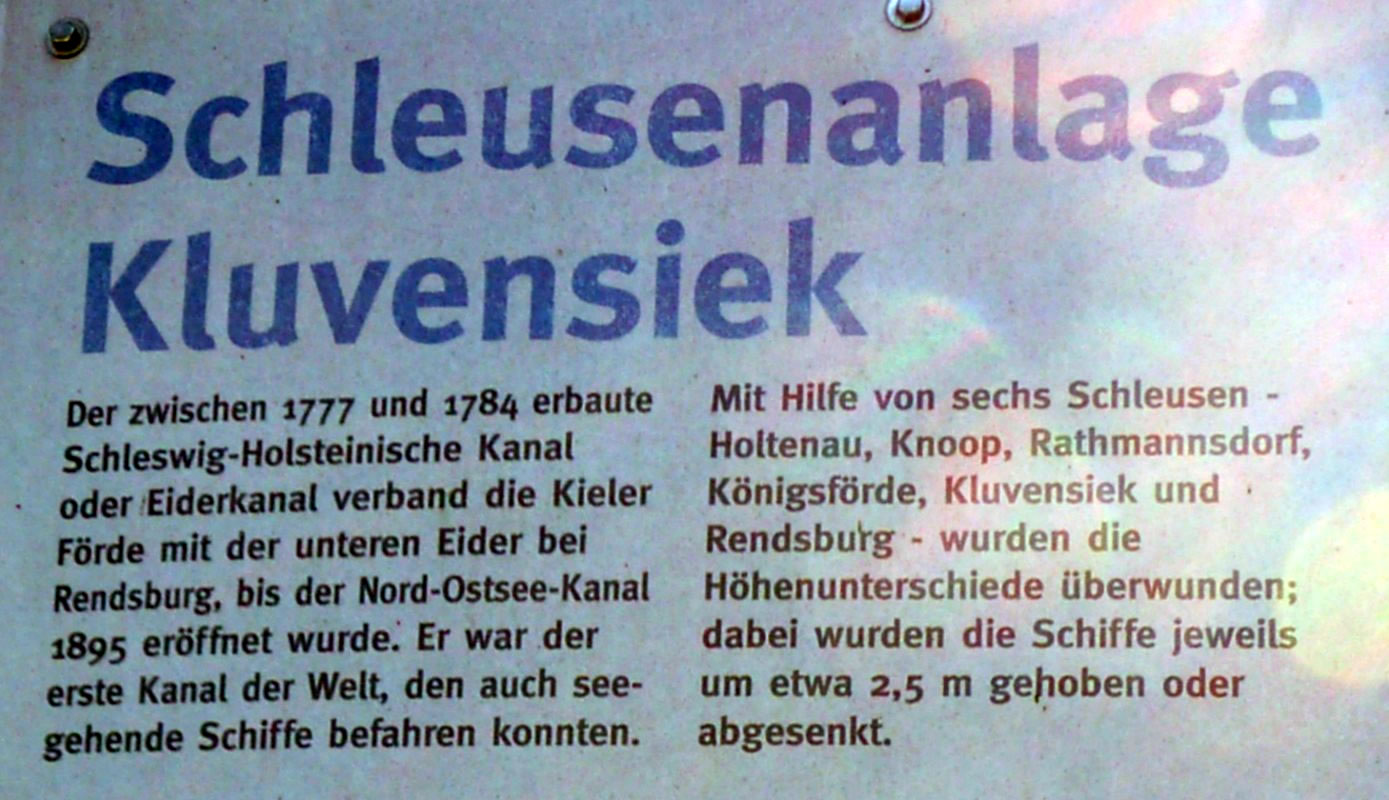 Schleusenanlage
Kluvensiek
Der zwischen 1777 und 1784 erbaute
Schleswig-Holsteinische Kanal
oder Eiderkanal verband die Kieler
Förde mit der unteren Eider bei
Rendsburg, bis der Nord-Ostsee-Kanal
1895 eröffnet wurde. Er war der
erste Kanal der Welt, den auch see-
gehende Schiffe befahren konnten.
Mit Hilfe von sechs Schleusen -
Holtenau, Knoop, Rathmannsdorf,
Königsförde, Kluvensiek und
Rendsburg - wurden die
Höhenunterschiede überwunden;
dabei wurden die Schiffe jeweils
um etwa 2,5 m gehoben oder
abgesenkt.